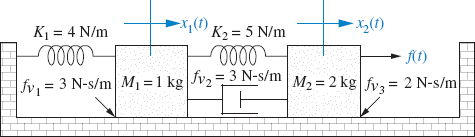 x₁(t) x₂(t)
K₁ = 4 N/m K₂ = 5 N/m
f(t)
fv₁ = 3 N-s/m M₁ = 1 kg fv₂ = 3 N-s/m M₂ = 2 kg fv₃ = 2 N-s/m